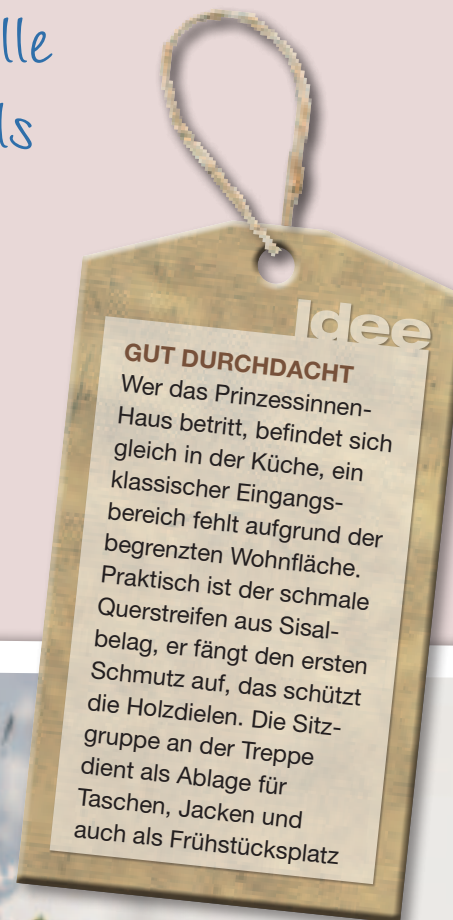 lle
ls
Idee
GUT DURCHDACHT
Wer das Prinzessinnen-
Haus betritt, befindet sich
gleich in der Küche, ein
klassischer Eingangs-
bereich fehlt aufgrund der
begrenzten Wohnfläche.
Praktisch ist der schmale
Querstreifen aus Sisal-
belag, er fängt den ersten
Schmutz auf, das schützt
die Holzdielen. Die Sitz-
gruppe an der Treppe
dient als Ablage für
Taschen, Jacken und
auch als Frühstücksplatz